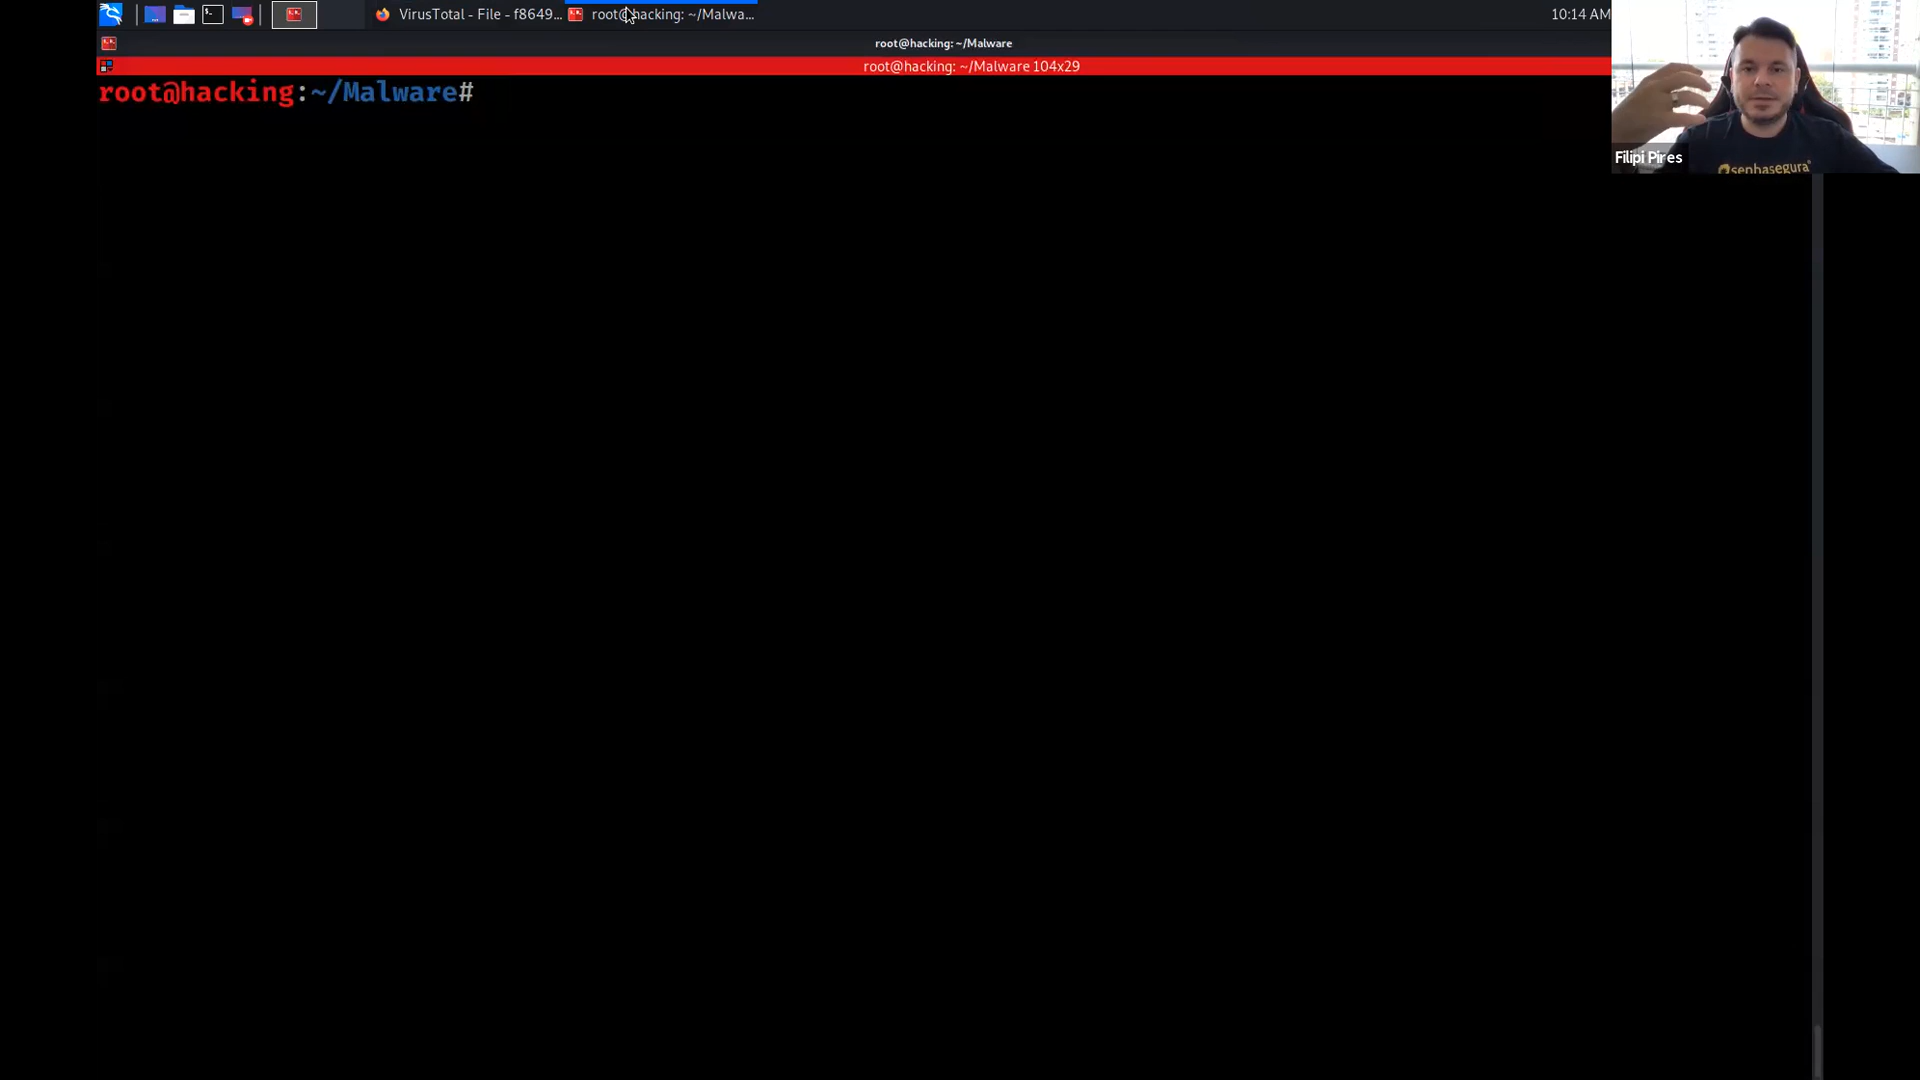 VirusTotal - File - f8649...
root@hacking: ~/Malwa...
10:14 AM
root@hacking: ~/Malware
root@hacking: ~/Malware 104x29
root@hacking:~/Malware#
Filipi Pires
senhasegura®